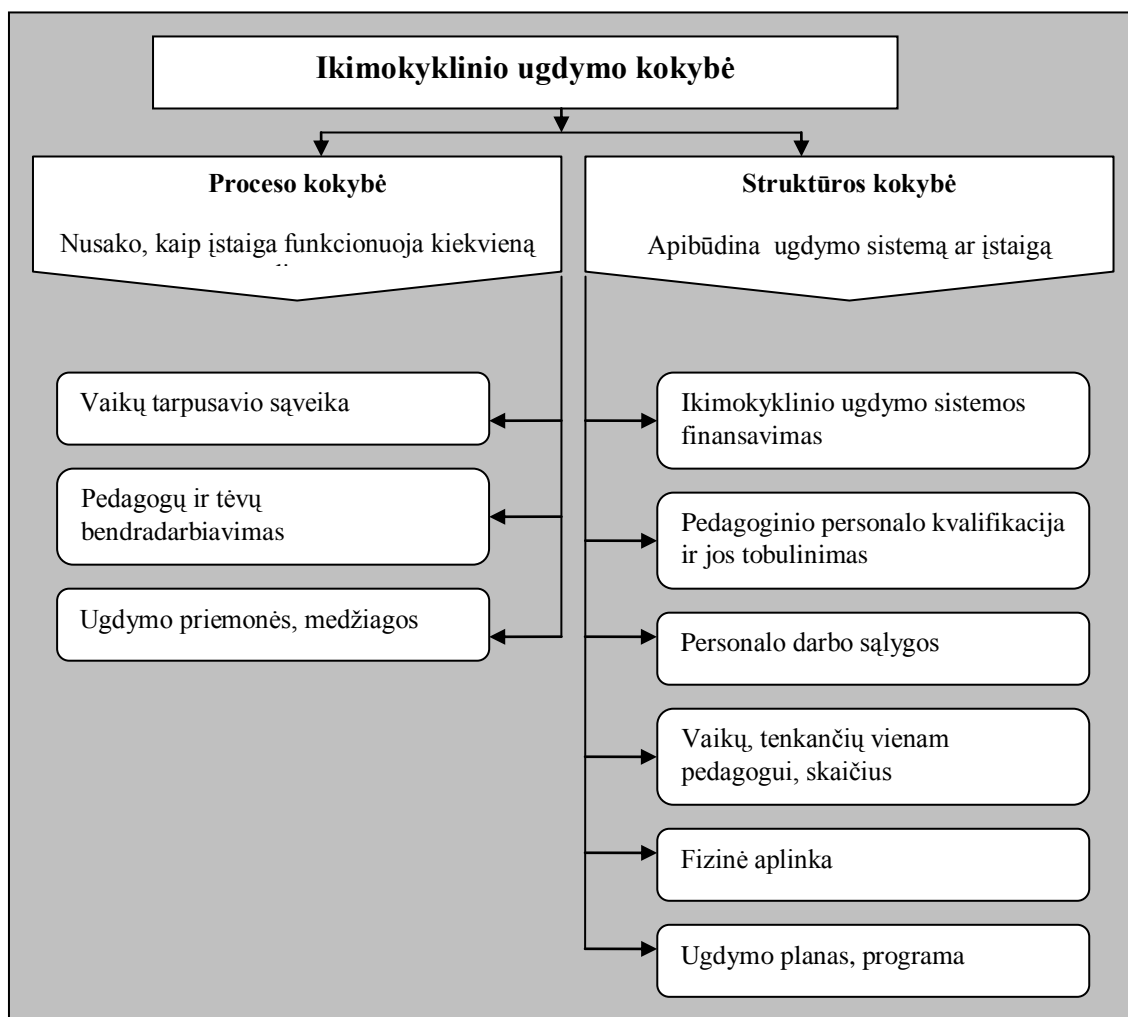 Ikimokyklinio ugdymo kokybė
Proceso kokybė
Nusako, kaip įstaiga funkcionuoja kiekvieną
Struktūros kokybė
Apibūdina ugdymo sistemą ar įstaigą
Vaikų tarpusavio sąveika
Pedagogų ir tėvų
bendradarbiavimas
Ugdymo priemonės, medžiagos
Ikimokyklinio ugdymo sistemos
finansavimas
Pedagoginio personalo kvalifikacija
ir jos tobulinimas
Personalo darbo sąlygos
Vaikų, tenkančių vienam
pedagogui, skaičius
Fizinė aplinka
Ugdymo planas, programa